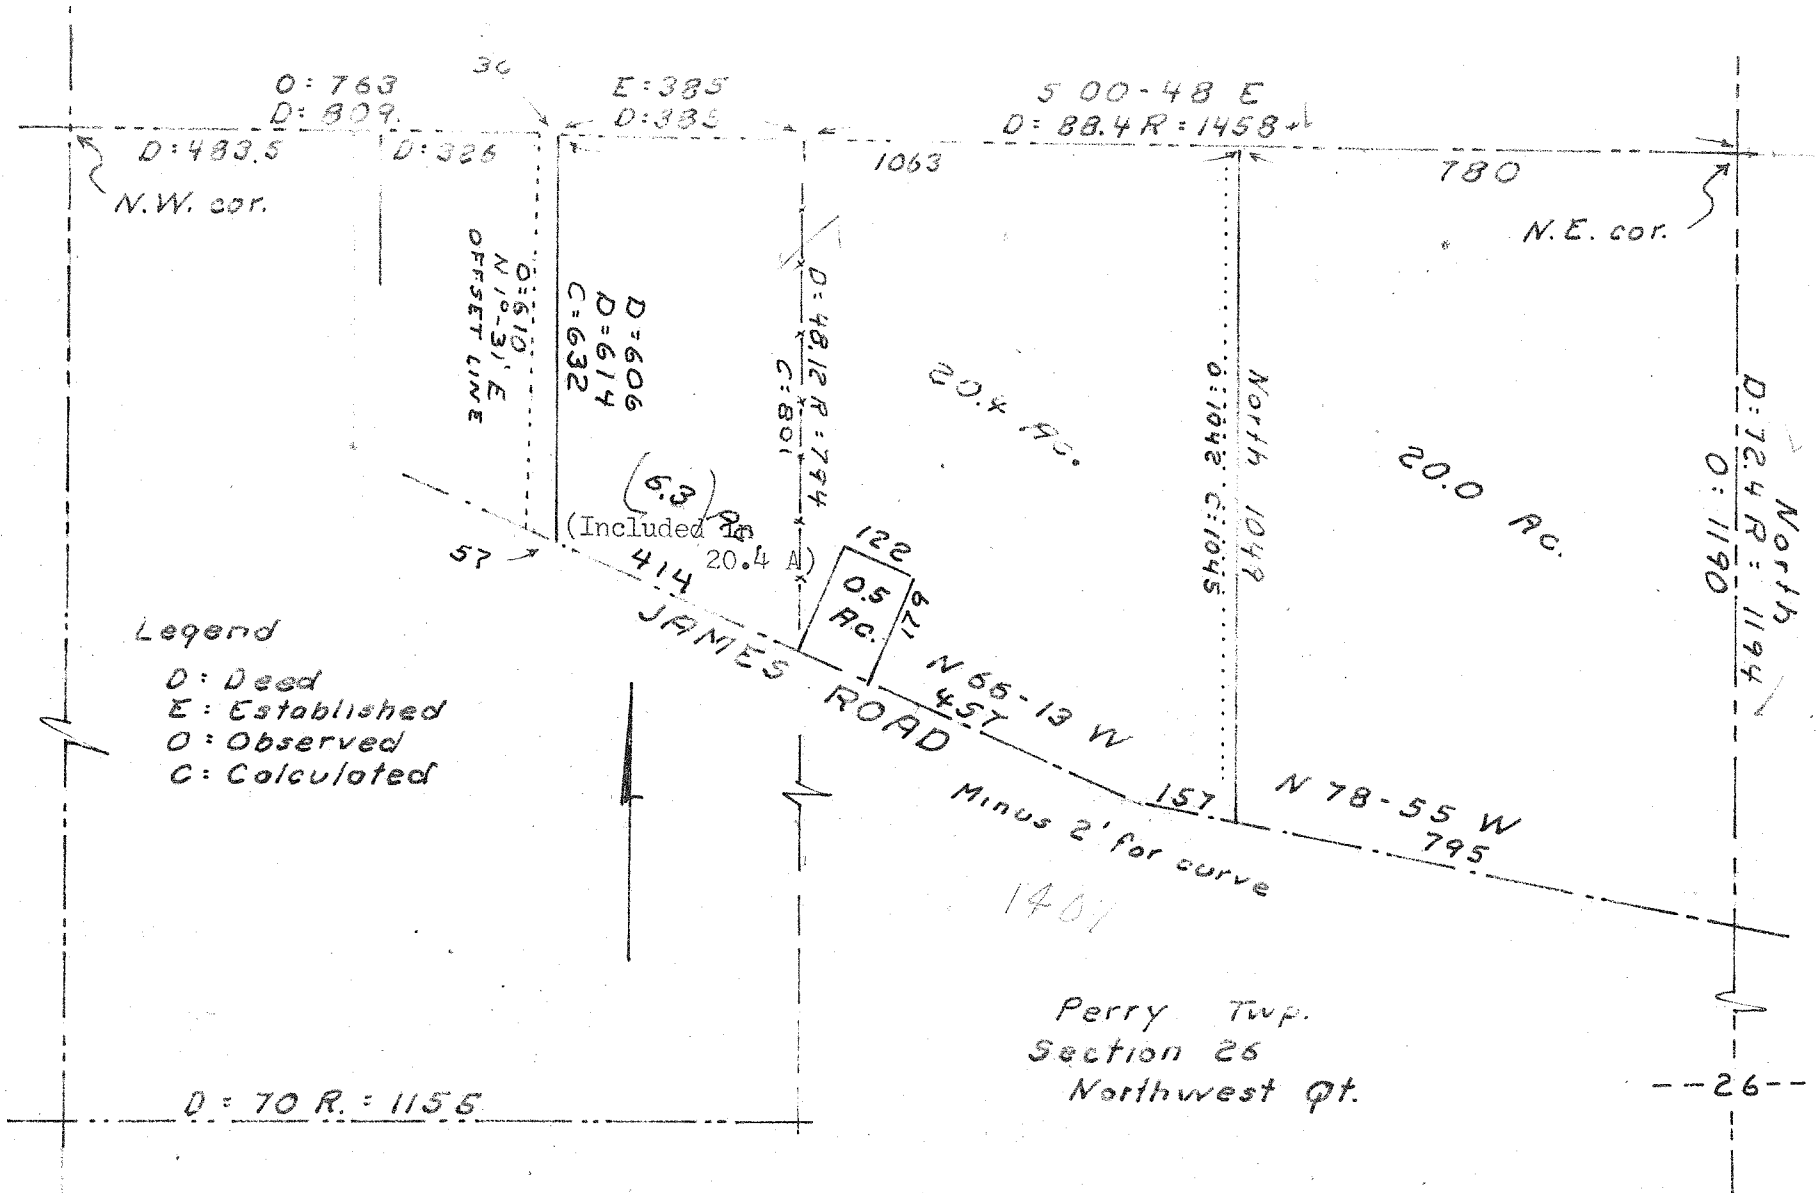 O: 763
D: 809.
36
E: 385
D: 385
S 00-48 E
D: 88.4 R = 1458+
D: 483.5
D: 326
1063
780
N.W. cor.
N.E. cor.
OFFSET LINE
N 1°-31' E
O=610
C=632
D=614
D=606
C=801
D: 48.12 R: 794
20.4 Ac.
O: 1042 C: 1045
North 1049
20.0 Ac.
O: 1190
D: 72.4 R = 1194
North
(6.3) Ac.
(Included in
20.4 A)
57
414
122
0.5
Ac.
179
JAMES ROAD
N 65-13 W
457
157
N 78-55 W
795
Minus 2' for curve
Legend
D: Deed
E: Established
O: Observed
C: Calculated
Perry Twp.
Section 26
Northwest Qt.
--26--
D = 70 R. = 1155